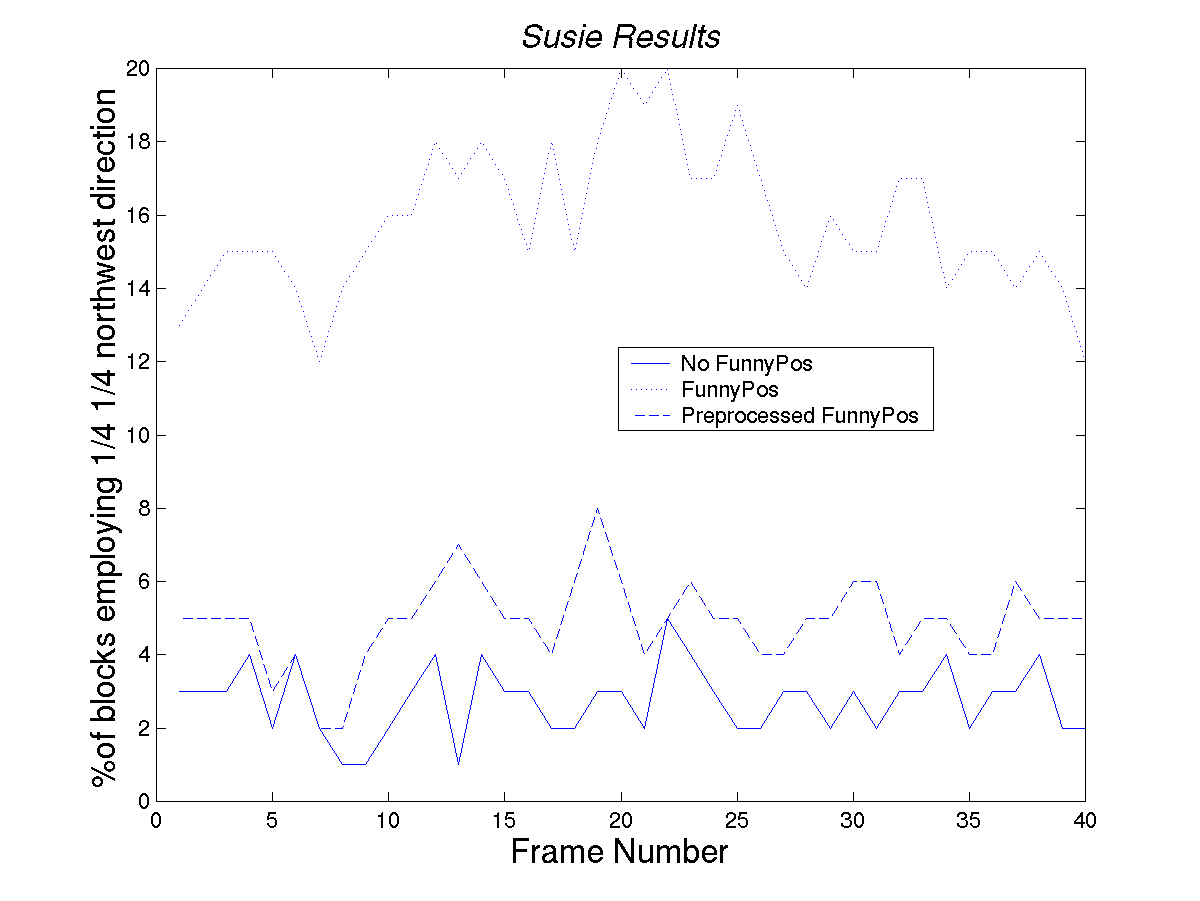 Susie Results
%of blocks employing 1/4 1/4 northwest direction
20
18
16
14
12
10
8
6
4
2
0
No FunnyPos
FunnyPos
Preprocessed FunnyPos
0 5 10 15 20 25 30 35 40
Frame Number